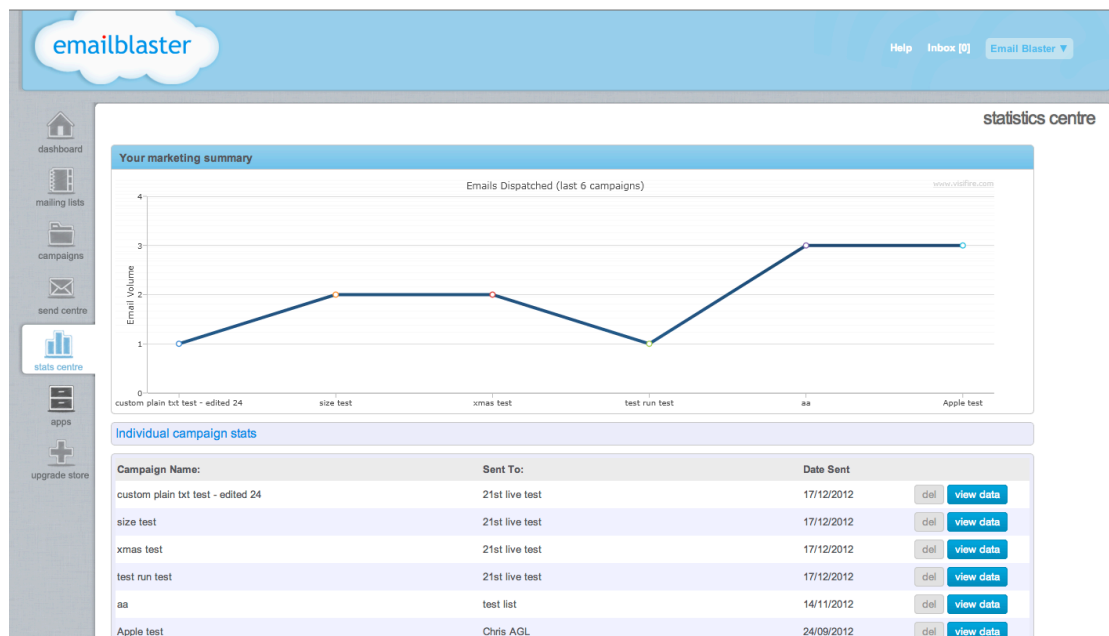 emailblaster
Help Inbox [0] Email Blaster ▼
statistics centre
dashboard
mailing lists
campaigns
send centre
stats centre
apps
upgrade store
Your marketing summary
Emails Dispatched (last 6 campaigns)
www.visifire.com
Email Volume
4
3
2
1
0
custom plain txt test - edited 24 size test xmas test test run test aa Apple test
Individual campaign stats
Campaign Name: Sent To: Date Sent
custom plain txt test - edited 24 21st live test 17/12/2012 del view data
size test 21st live test 17/12/2012 del view data
xmas test 21st live test 17/12/2012 del view data
test run test 21st live test 17/12/2012 del view data
aa test list 14/11/2012 del view data
Apple test Chris AGL 24/09/2012 del view data